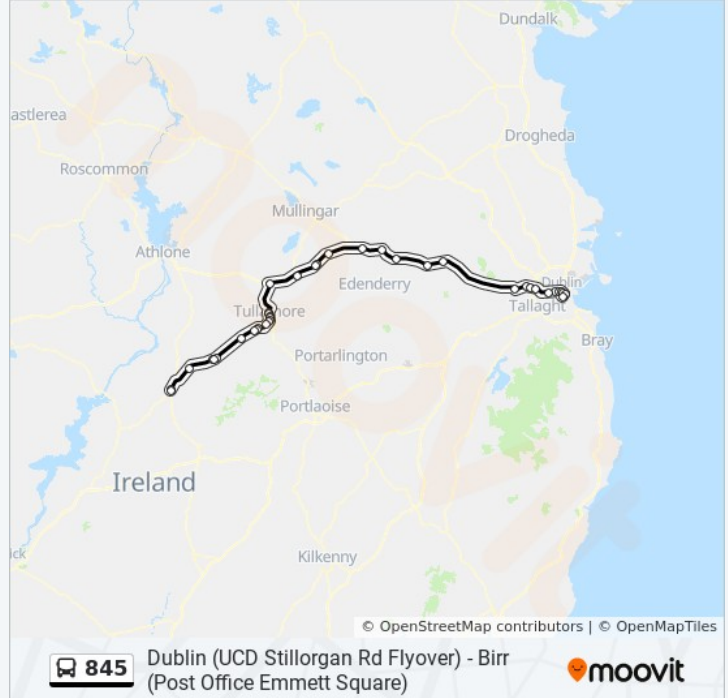 Dundalk
astlerea
Drogheda
Roscommon
Mullingar
Athlone
Edenderry
Dublin
Tallaght
Bray
Portarlington
Portlaoise
Ireland
ick
Kilkenny
© OpenStreetMap contributors | © OpenMapTiles
845
Dublin (UCD Stillorgan Rd Flyover) - Birr
(Post Office Emmett Square)
moovit